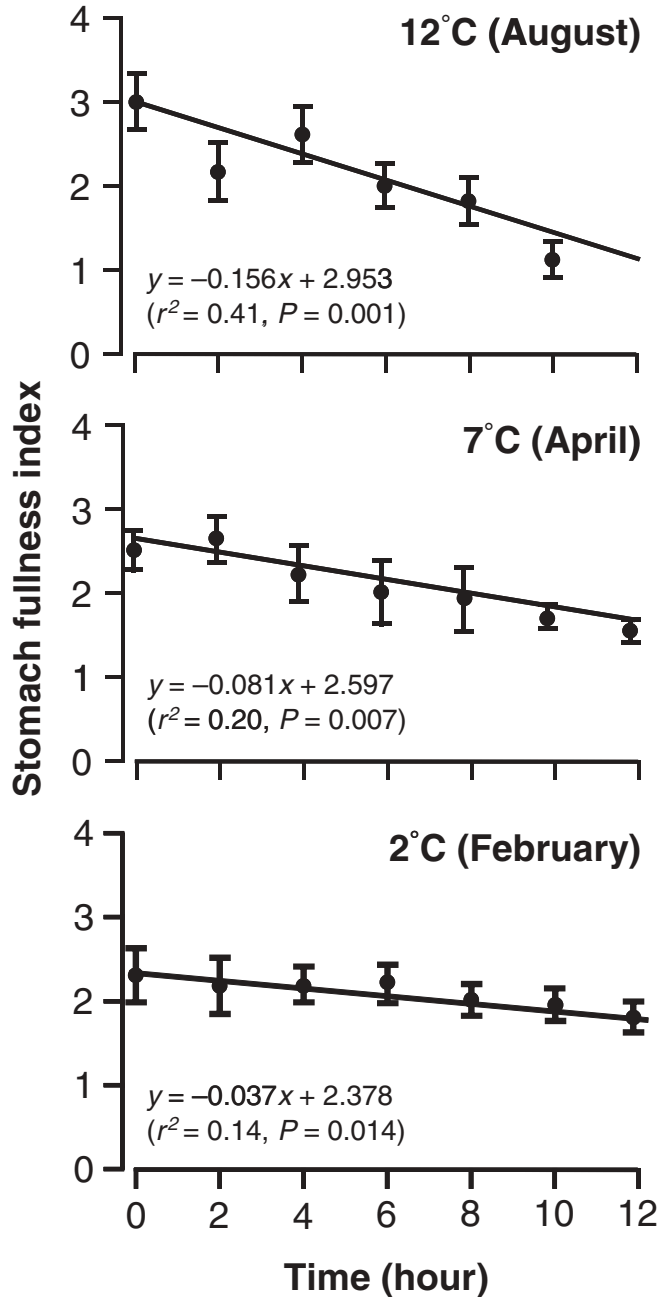 Stomach fullness index
4
12°C (August)
3
2
1
y = –0.156x + 2.953
(r² = 0.41, P = 0.001)
0
4
7°C (April)
3
2
1
y = –0.081x + 2.597
(r² = 0.20, P = 0.007)
0
4
2°C (February)
3
2
1
y = –0.037x + 2.378
(r² = 0.14, P = 0.014)
0
0 2 4 6 8 10 12
Time (hour)